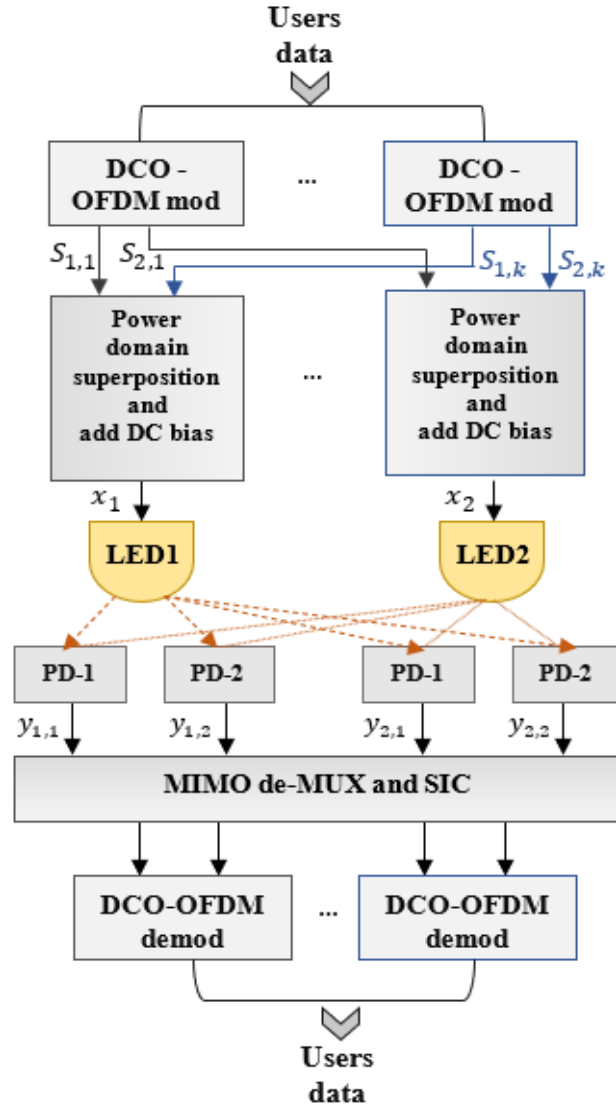 Users
data
DCO -
OFDM mod
...
DCO -
OFDM mod
S₁,₁ S₂,₁ S₁,ₖ S₂,ₖ
Power
domain
superposition
and
add DC bias
...
Power
domain
superposition
and
add DC bias
x₁ x₂
LED1 LED2
PD-1 PD-2 PD-1 PD-2
y₁,₁ y₁,₂ y₂,₁ y₂,₂
MIMO de-MUX and SIC
DCO-OFDM
demod
...
DCO-OFDM
demod
Users
data